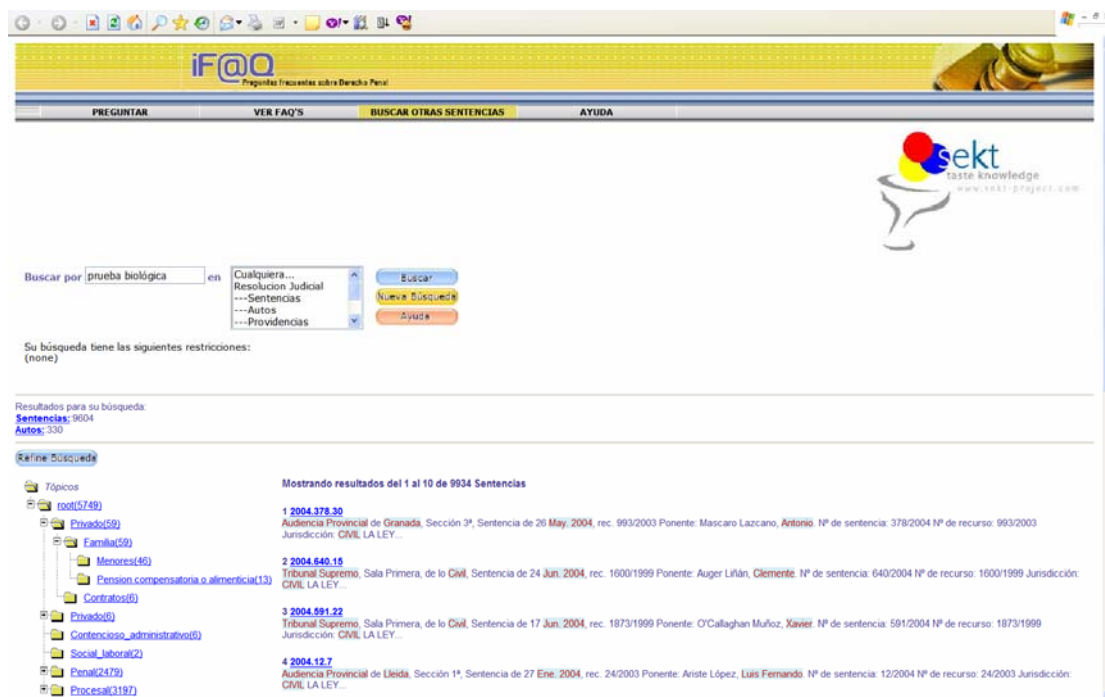 iF@Q
Preguntas frecuentes sobre Derecho Penal
PREGUNTAR VER FAQ'S BUSCAR OTRAS SENTENCIAS AYUDA
sekt
taste knowledge
www.sekt-project.com
Buscar por prueba biológica en
Cualquiera...
Resolucion Judicial
---Sentencias
---Autos
---Providencias
Buscar
Nueva Búsqueda
Ayuda
Su búsqueda tiene las siguientes restricciones:
(none)
Resultados para su búsqueda:
Sentencias: 9604
Autos: 330
Refine Búsqueda
Tópicos
root(5749)
Privado(59)
Familia(59)
Menores(46)
Pension compensatoria o alimenticia(13)
Contratos(6)
Privado(6)
Contencioso_administrativo(6)
Social_laboral(2)
Penal(2479)
Procesal(3197)
Mostrando resultados del 1 al 10 de 9934 Sentencias
1 2004.378.30
Audiencia Provincial de Granada, Sección 3ª, Sentencia de 26 May. 2004, rec. 993/2003 Ponente: Mascaro Lazcano, Antonio. Nº de sentencia: 378/2004 Nº de recurso: 993/2003
Jurisdicción: CIVIL LA LEY...
2 2004.640.15
Tribunal Supremo, Sala Primera, de lo Civil, Sentencia de 24 Jun. 2004, rec. 1600/1999 Ponente: Auger Liñán, Clemente. Nº de sentencia: 640/2004 Nº de recurso: 1600/1999 Jurisdicción:
CIVIL LA LEY...
3 2004.591.22
Tribunal Supremo, Sala Primera, de lo Civil, Sentencia de 17 Jun. 2004, rec. 1873/1999 Ponente: O'Callaghan Muñoz, Xavier. Nº de sentencia: 591/2004 Nº de recurso: 1873/1999
Jurisdicción: CIVIL LA LEY...
4 2004.12.7
Audiencia Provincial de Lleida, Sección 1ª, Sentencia de 27 Ene. 2004, rec. 24/2003 Ponente: Ariste López, Luis Fernando. Nº de sentencia: 12/2004 Nº de recurso: 24/2003 Jurisdicción:
CIVIL LA LEY...